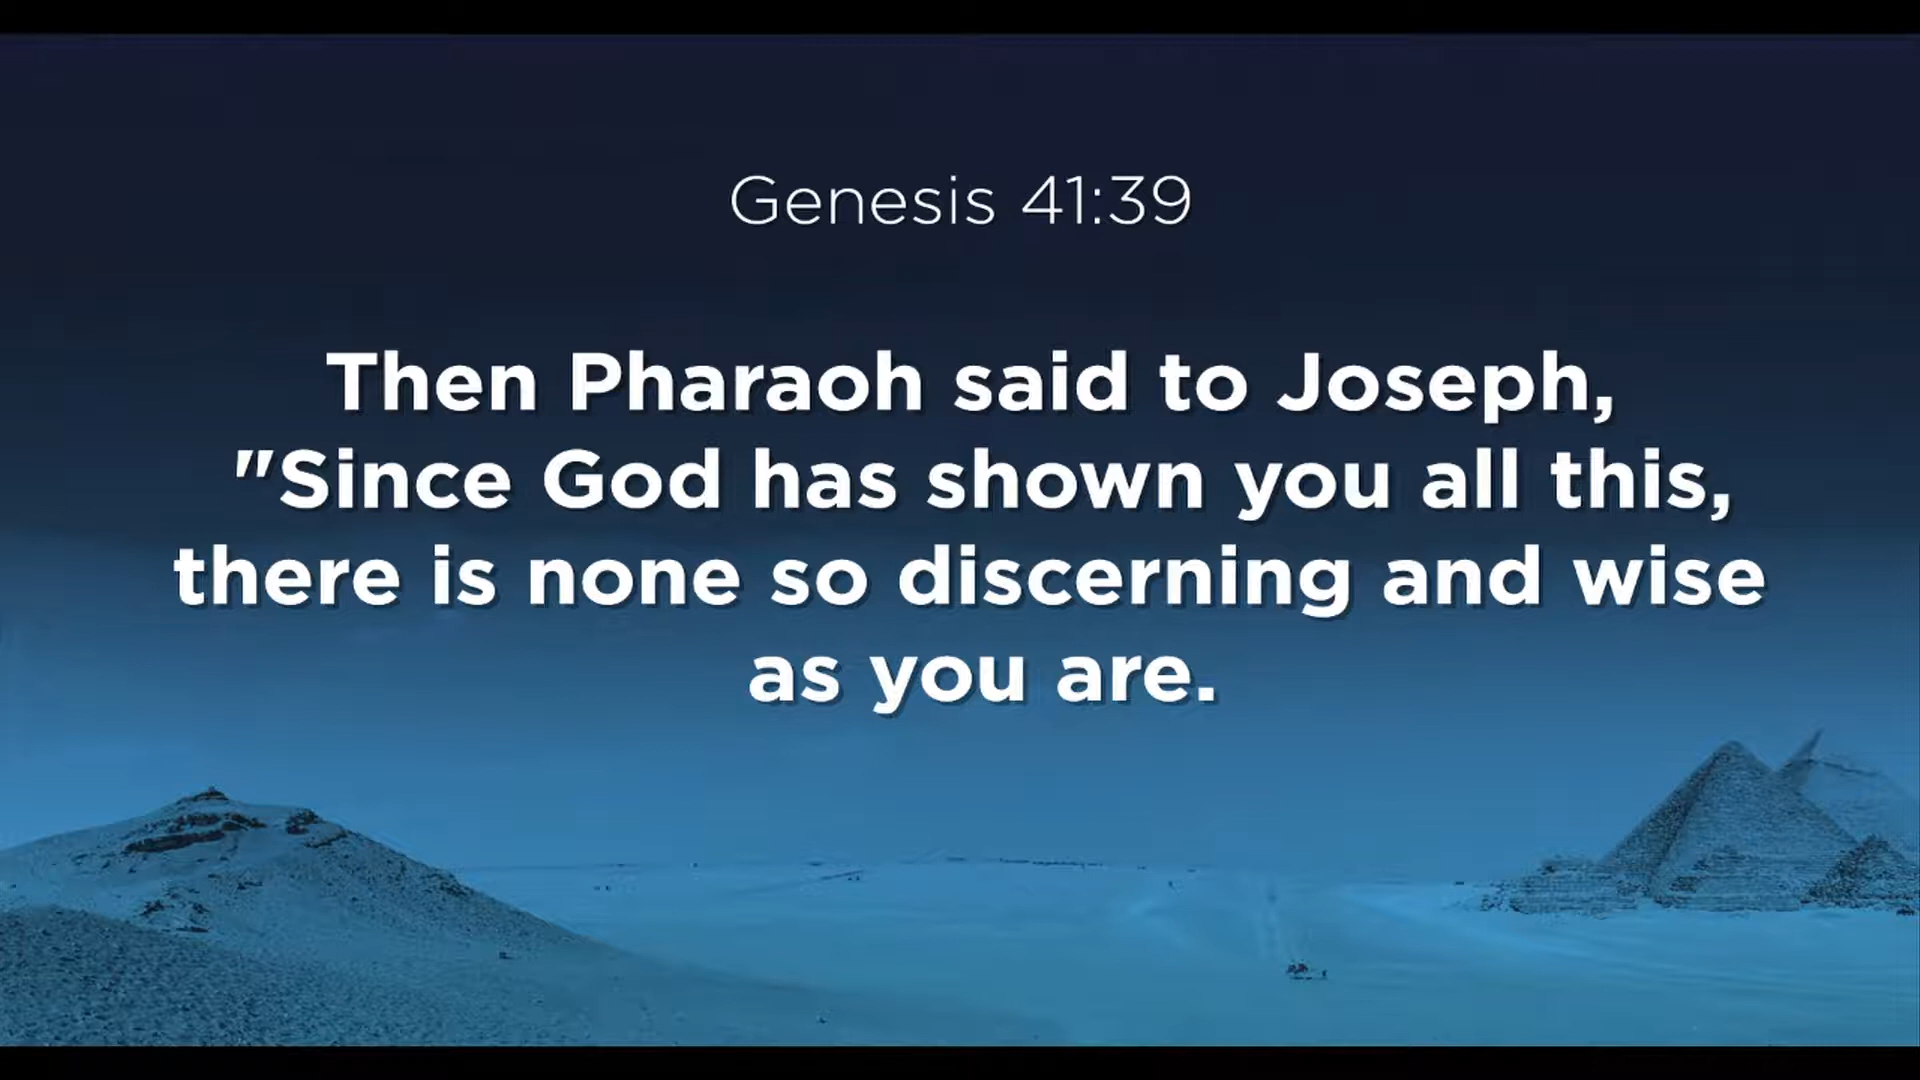 Genesis 41:39
Then Pharaoh said to Joseph,
"Since God has shown you all this,
there is none so discerning and wise
as you are.